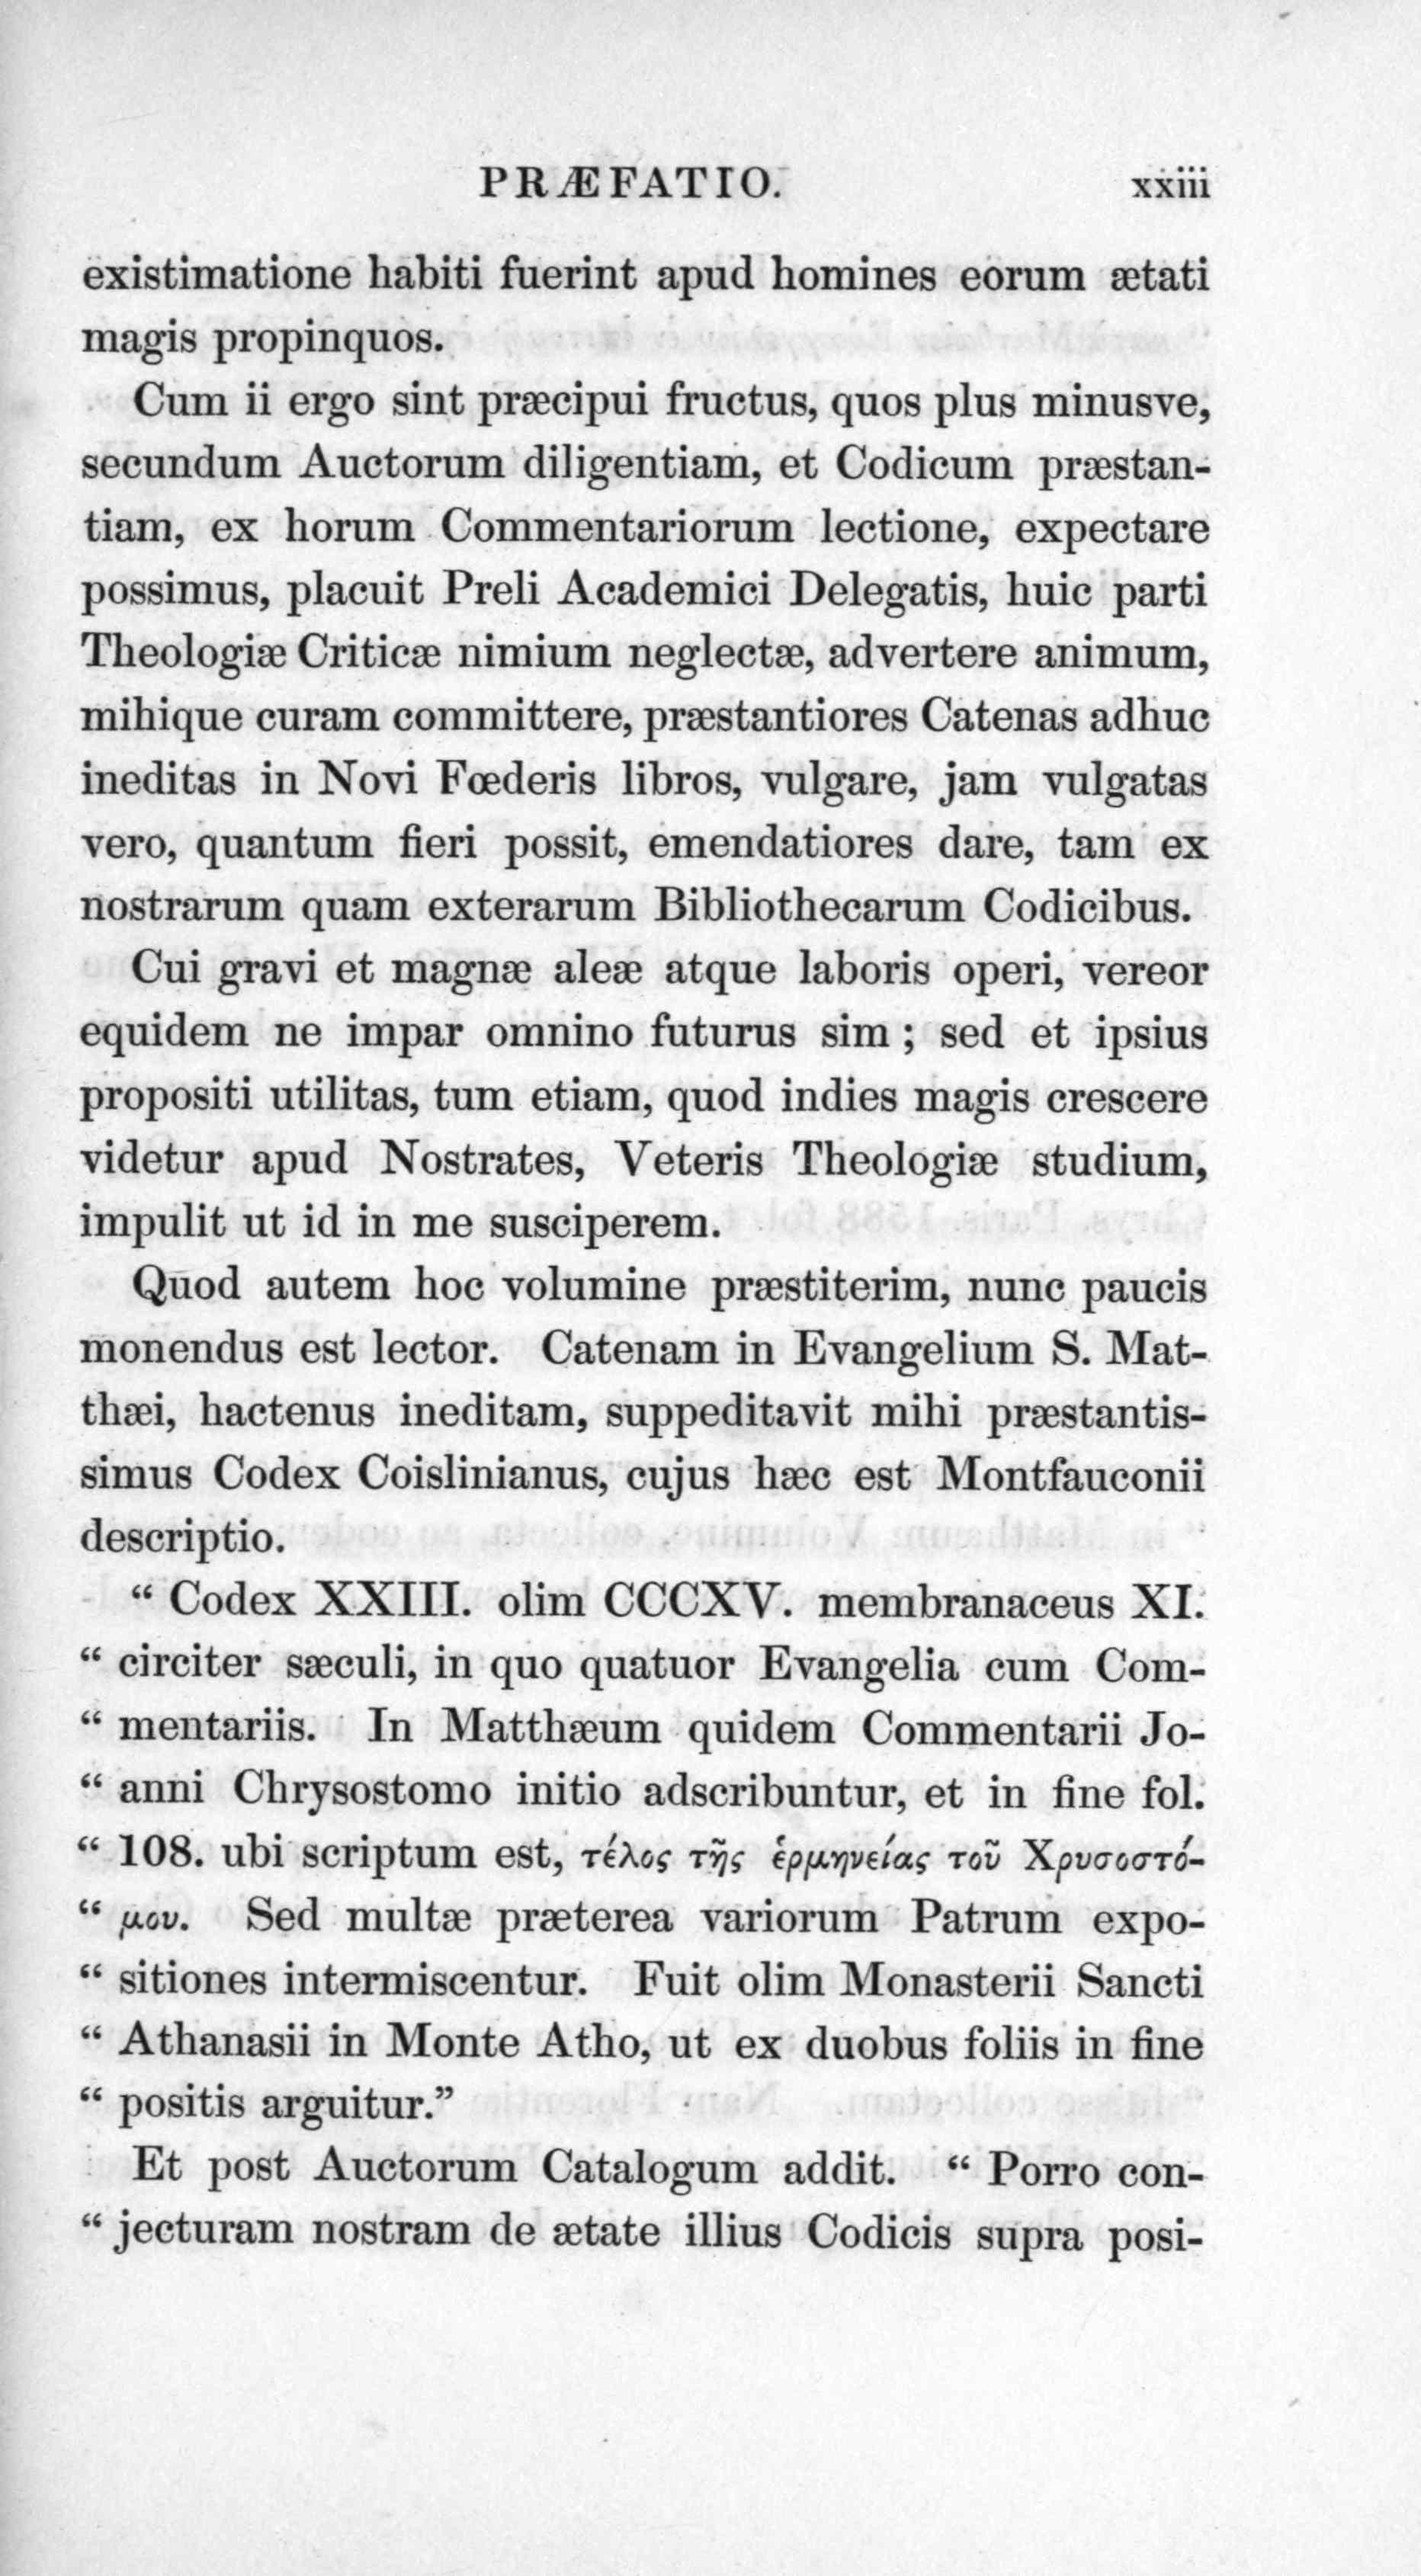 PRÆFATIO. xxiii
existimatione habiti fuerint apud homines eorum ætati
magis propinquos.
Cum ii ergo sint præcipui fructus, quos plus minusve,
secundum Auctorum diligentiam, et Codicum præstan-
tiam, ex horum Commentariorum lectione, expectare
possimus, placuit Preli Academici Delegatis, huic parti
Theologiæ Criticæ nimium neglectæ, advertere animum,
mihique curam committere, præstantiores Catenas adhuc
ineditas in Novi Fœderis libros, vulgare, jam vulgatas
vero, quantum fieri possit, emendatiores dare, tam ex
nostrarum quam exterarum Bibliothecarum Codicibus.
Cui gravi et magnæ aleæ atque laboris operi, vereor
equidem ne impar omnino futurus sim ; sed et ipsius
propositi utilitas, tum etiam, quod indies magis crescere
videtur apud Nostrates, Veteris Theologiæ studium,
impulit ut id in me susciperem.
Quod autem hoc volumine præstiterim, nunc paucis
monendus est lector. Catenam in Evangelium S. Mat-
thæi, hactenus ineditam, suppeditavit mihi præstantis-
simus Codex Coislinianus, cujus hæc est Montfauconii
descriptio.
“ Codex XXIII. olim CCCXV. membranaceus XI.
“ circiter sæculi, in quo quatuor Evangelia cum Com-
“ mentariis. In Matthæum quidem Commentarii Jo-
“ anni Chrysostomo initio adscribuntur, et in fine fol.
“ 108. ubi scriptum est, τέλος τῆς ἑρμηνείας τοῦ Χρυσοστό-
“ μου. Sed multæ præterea variorum Patrum expo-
“ sitiones intermiscentur. Fuit olim Monasterii Sancti
“ Athanasii in Monte Atho, ut ex duobus foliis in fine
“ positis arguitur.”
Et post Auctorum Catalogum addit. “ Porro con-
“ jecturam nostram de ætate illius Codicis supra posi-